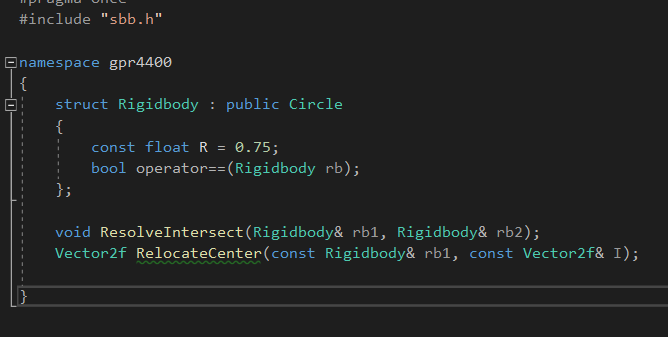 #pragma once
#include "sbb.h"
namespace gpr4400
{
struct Rigidbody : public Circle
{
const float R = 0.75;
bool operator==(Rigidbody rb);
};
void ResolveIntersect(Rigidbody& rb1, Rigidbody& rb2);
Vector2f RelocateCenter(const Rigidbody& rb1, const Vector2f& I);
}